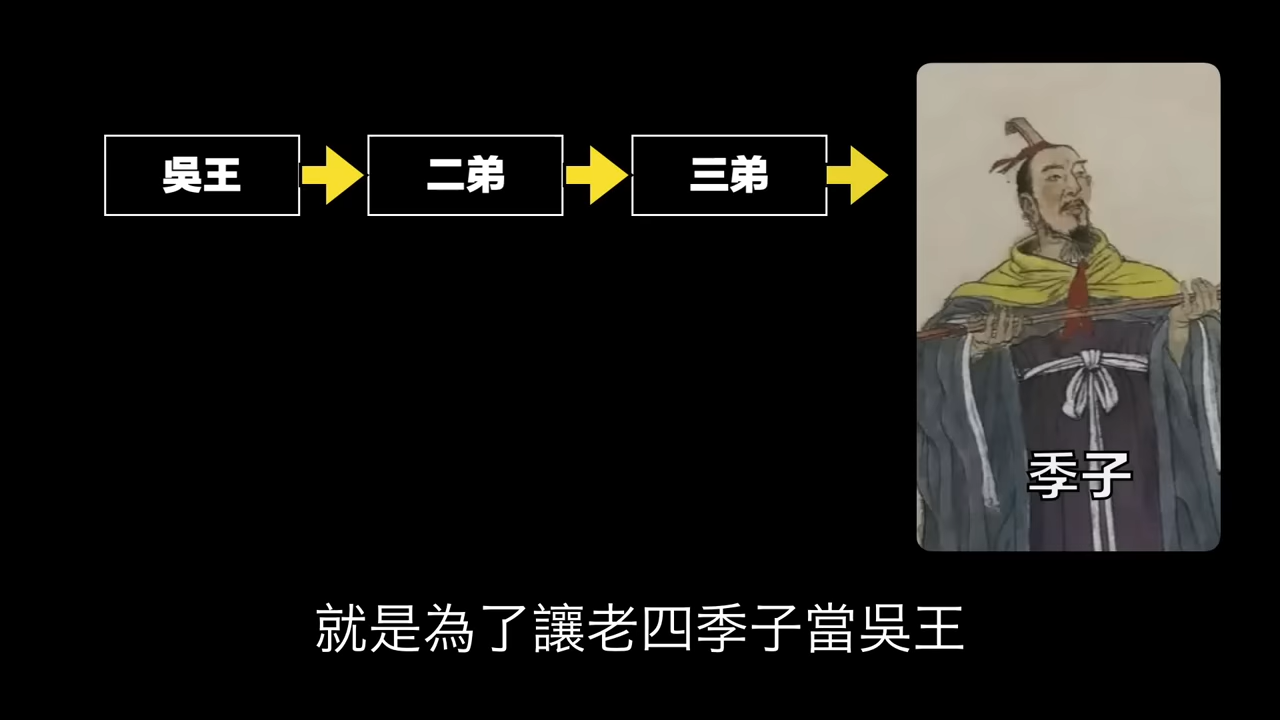 吳王
二弟
三弟
季子
就是為了讓老四季子當吳王